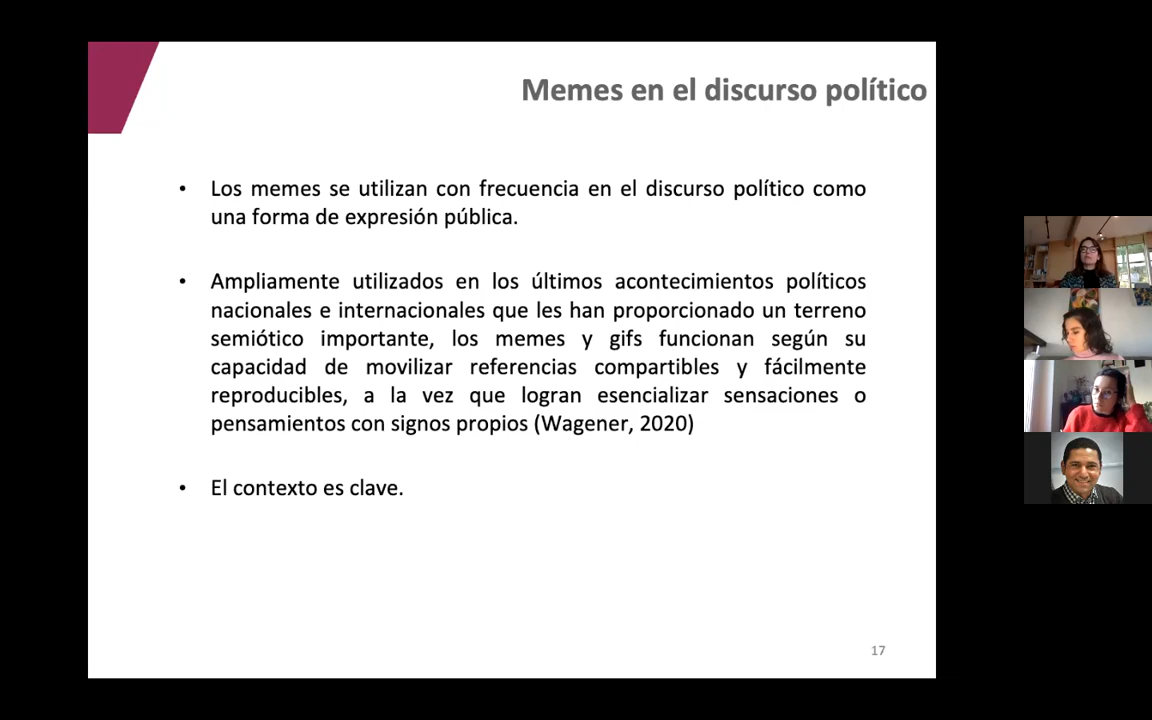 Memes en el discurso político
• Los memes se utilizan con frecuencia en el discurso político como
una forma de expresión pública.
• Ampliamente utilizados en los últimos acontecimientos políticos
nacionales e internacionales que les han proporcionado un terreno
semiótico importante, los memes y gifs funcionan según su
capacidad de movilizar referencias compartibles y fácilmente
reproducibles, a la vez que logran esencializar sensaciones o
pensamientos con signos propios (Wagener, 2020)
• El contexto es clave.
17